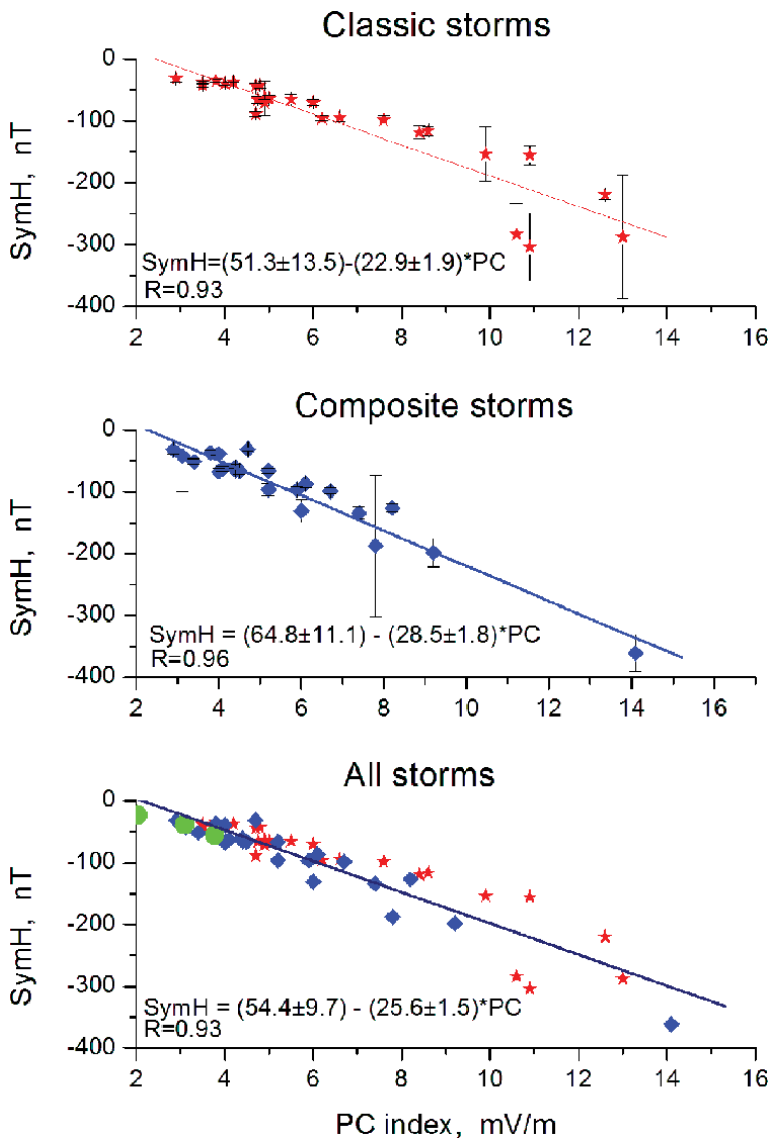 Classic storms
0
-100
-200
-300
-400
SymH, nT
SymH=(51.3±13.5)-(22.9±1.9)*PC
R=0.93
2 4 6 8 10 12 14 16
Composite storms
0
-100
-200
-300
-400
SymH, nT
SymH = (64.8±11.1) - (28.5±1.8)*PC
R=0.96
2 4 6 8 10 12 14 16
All storms
0
-100
-200
-300
-400
SymH, nT
SymH = (54.4±9.7) - (25.6±1.5)*PC
R=0.93
2 4 6 8 10 12 14 16
PC index, mV/m